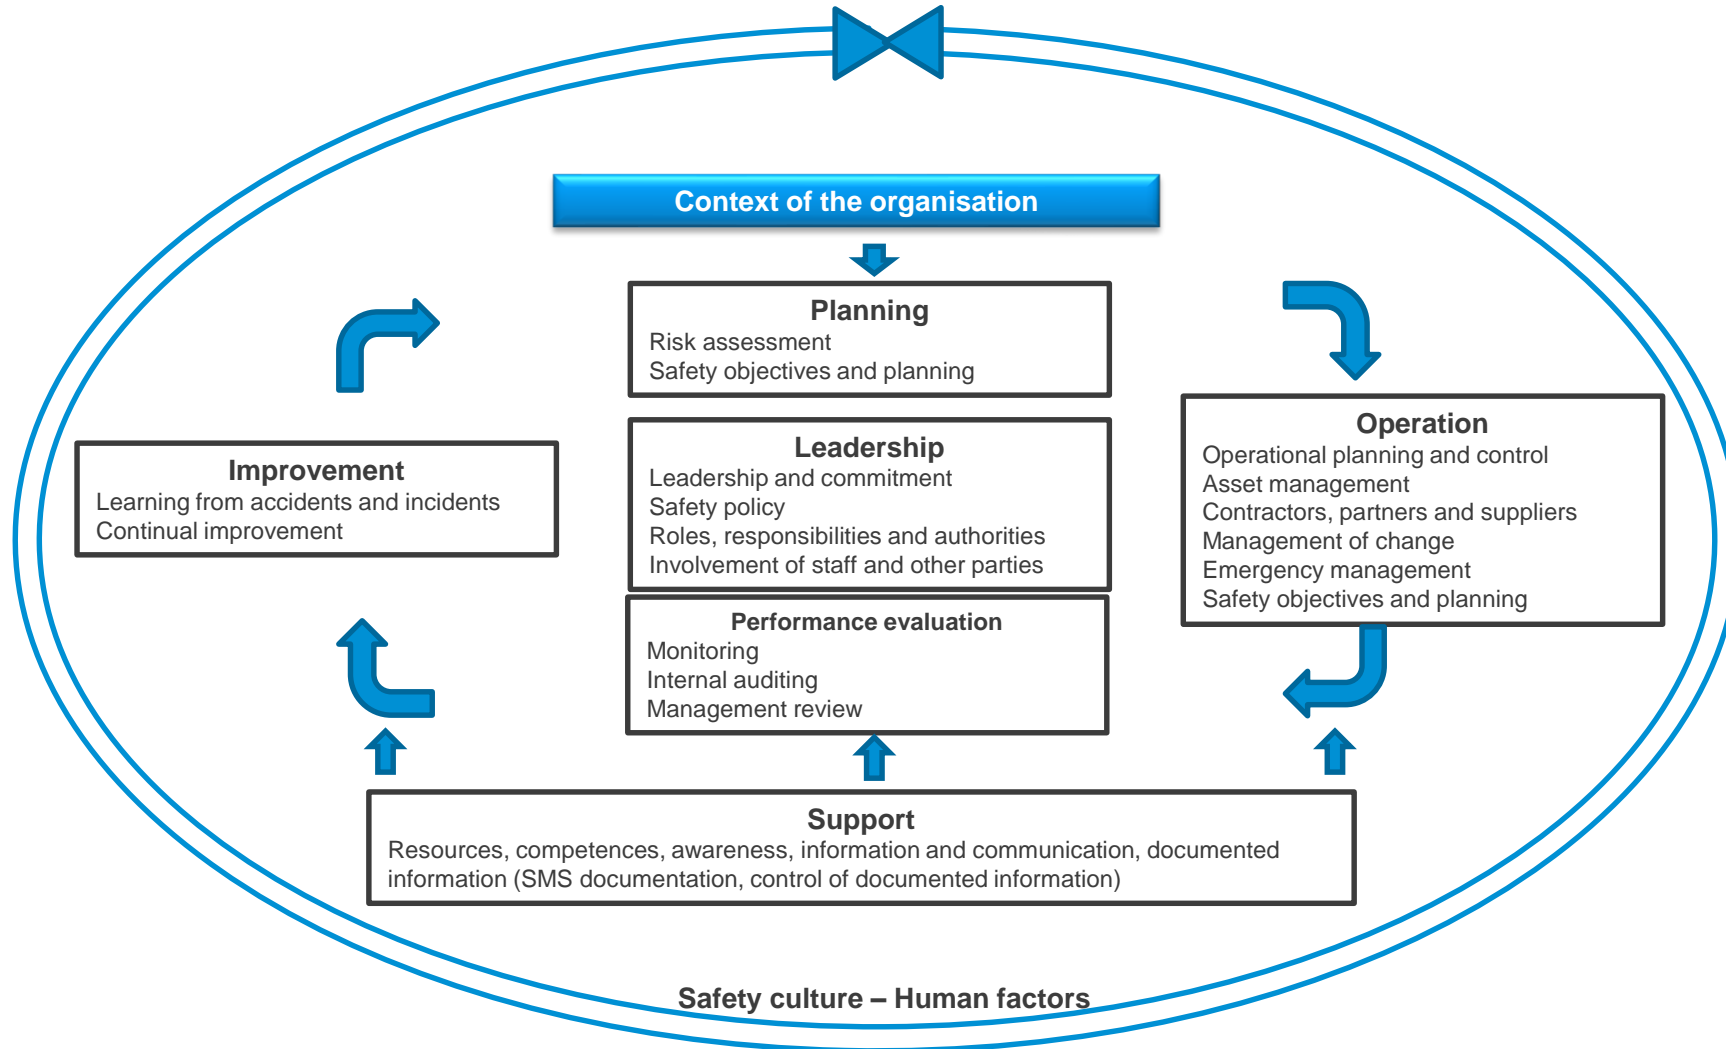 Context of the organisation
Planning
Risk assessment
Safety objectives and planning
Leadership
Leadership and commitment
Safety policy
Roles, responsibilities and authorities
Involvement of staff and other parties
Performance evaluation
Monitoring
Internal auditing
Management review
Improvement
Learning from accidents and incidents
Continual improvement
Operation
Operational planning and control
Asset management
Contractors, partners and suppliers
Management of change
Emergency management
Safety objectives and planning
Support
Resources, competences, awareness, information and communication, documented
information (SMS documentation, control of documented information)
Safety culture – Human factors